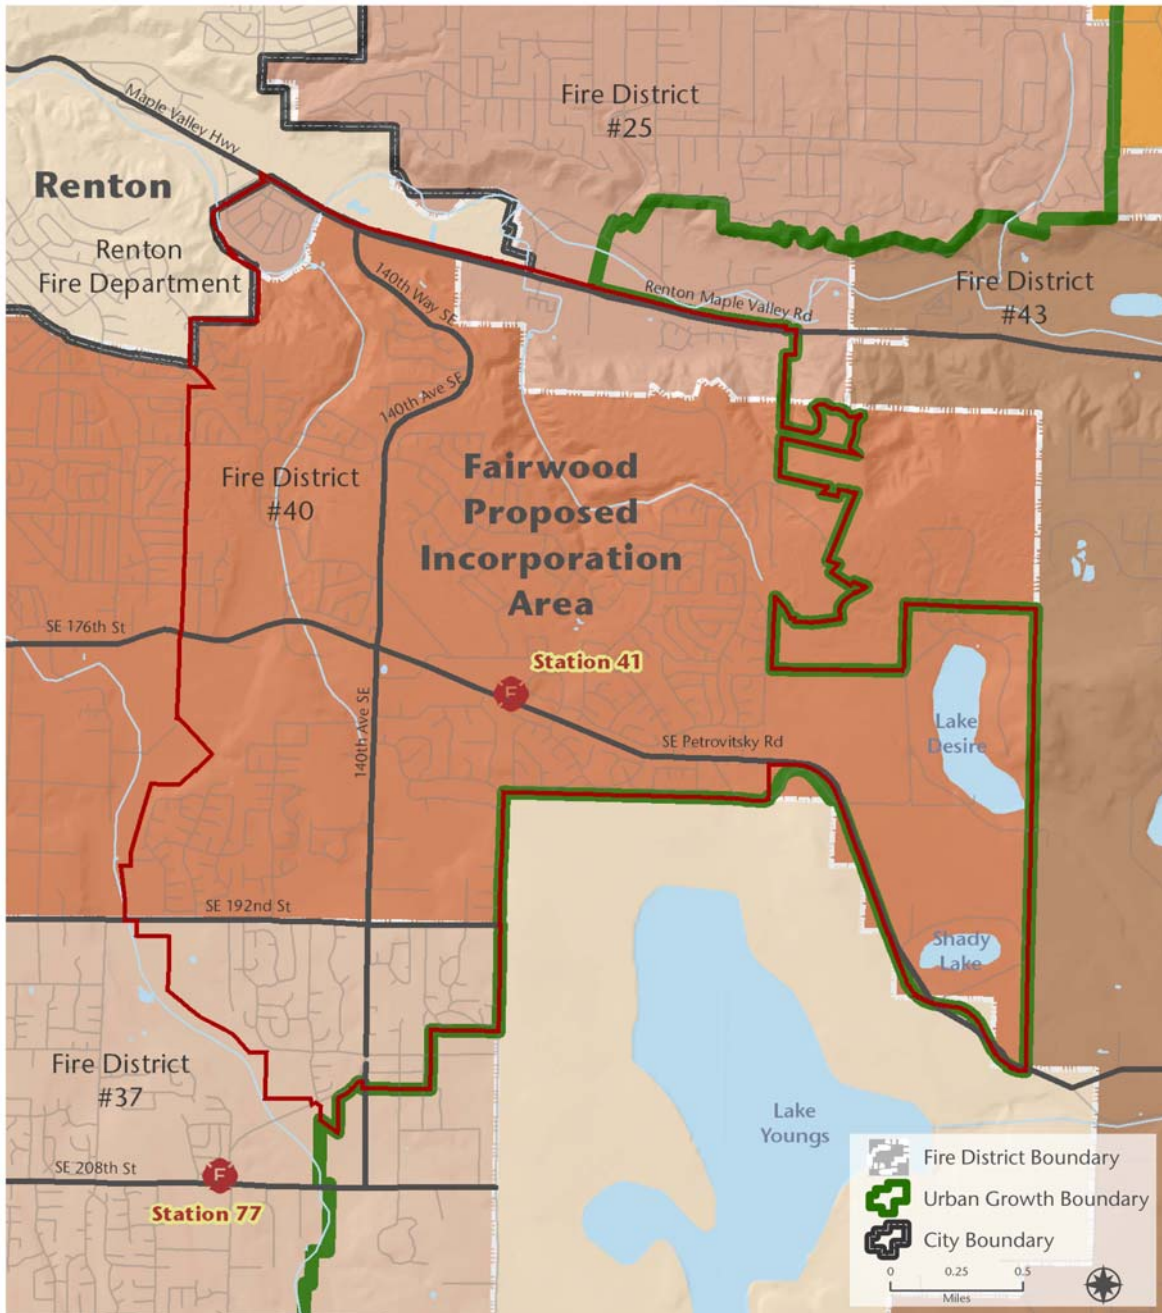 Fire District
#25
Maple Valley Hwy
Renton
Renton
Fire Department
140th Way SE
Renton Maple Valley Rd
Fire District
#43
140th Ave SE
Fire District
#40
Fairwood
Proposed
Incorporation
Area
SE 176th St
Station 41
F
140th Ave SE
SE Petrovitsky Rd
Lake
Desire
SE 192nd St
Shady
Lake
Fire District
#37
Lake
Youngs
SE 208th St
F
Station 77
Fire District Boundary
Urban Growth Boundary
City Boundary
0 0.25 0.5
Miles